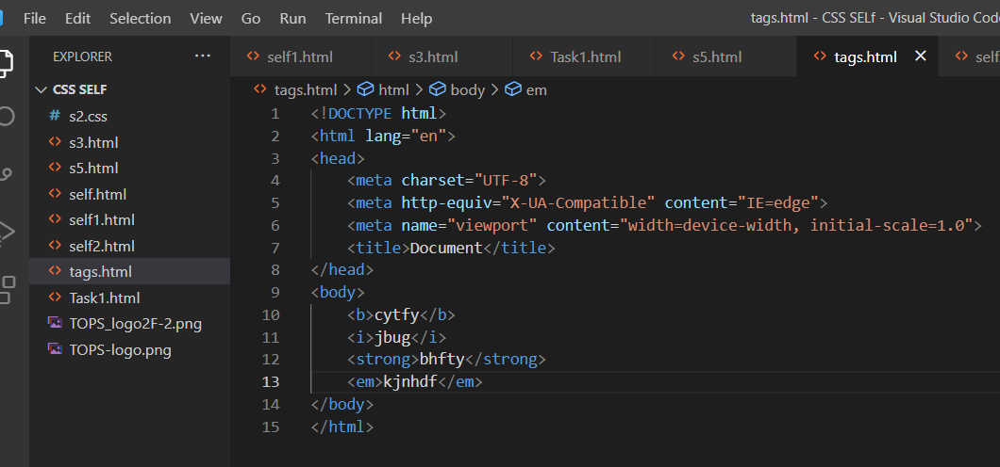 File Edit Selection View Go Run Terminal Help tags.html - CSS SELf - Visual Studio Code
EXPLORER ···
self1.html s3.html Task1.html s5.html tags.html self
CSS SELF
# s2.css
s3.html
s5.html
self.html
self1.html
self2.html
tags.html
Task1.html
TOPS_logo2F-2.png
TOPS-logo.png
tags.html > html > body > em
1 <!DOCTYPE html>
2 <html lang="en">
3 <head>
4     <meta charset="UTF-8">
5     <meta http-equiv="X-UA-Compatible" content="IE=edge">
6     <meta name="viewport" content="width=device-width, initial-scale=1.0">
7     <title>Document</title>
8 </head>
9 <body>
10     <b>cytfy</b>
11     <i>jbug</i>
12     <strong>bhfty</strong>
13     <em>kjnhdf</em>
14 </body>
15 </html>